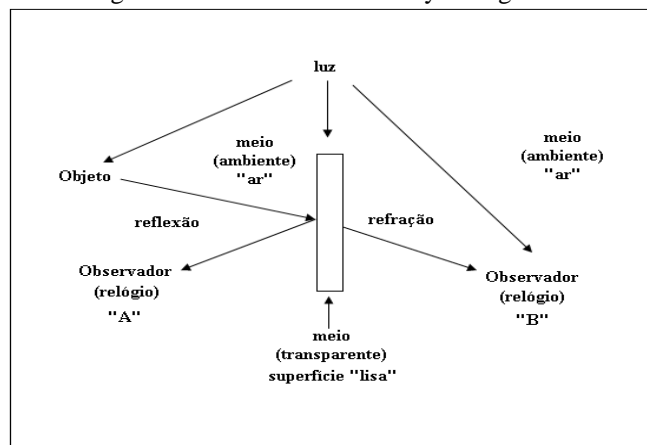 luz
meio
(ambiente)
"ar"
meio
(ambiente)
"ar"
Objeto
reflexão
refração
Observador
(relógio)
"A"
Observador
(relógio)
"B"
meio
(transparente)
superfície "lisa"